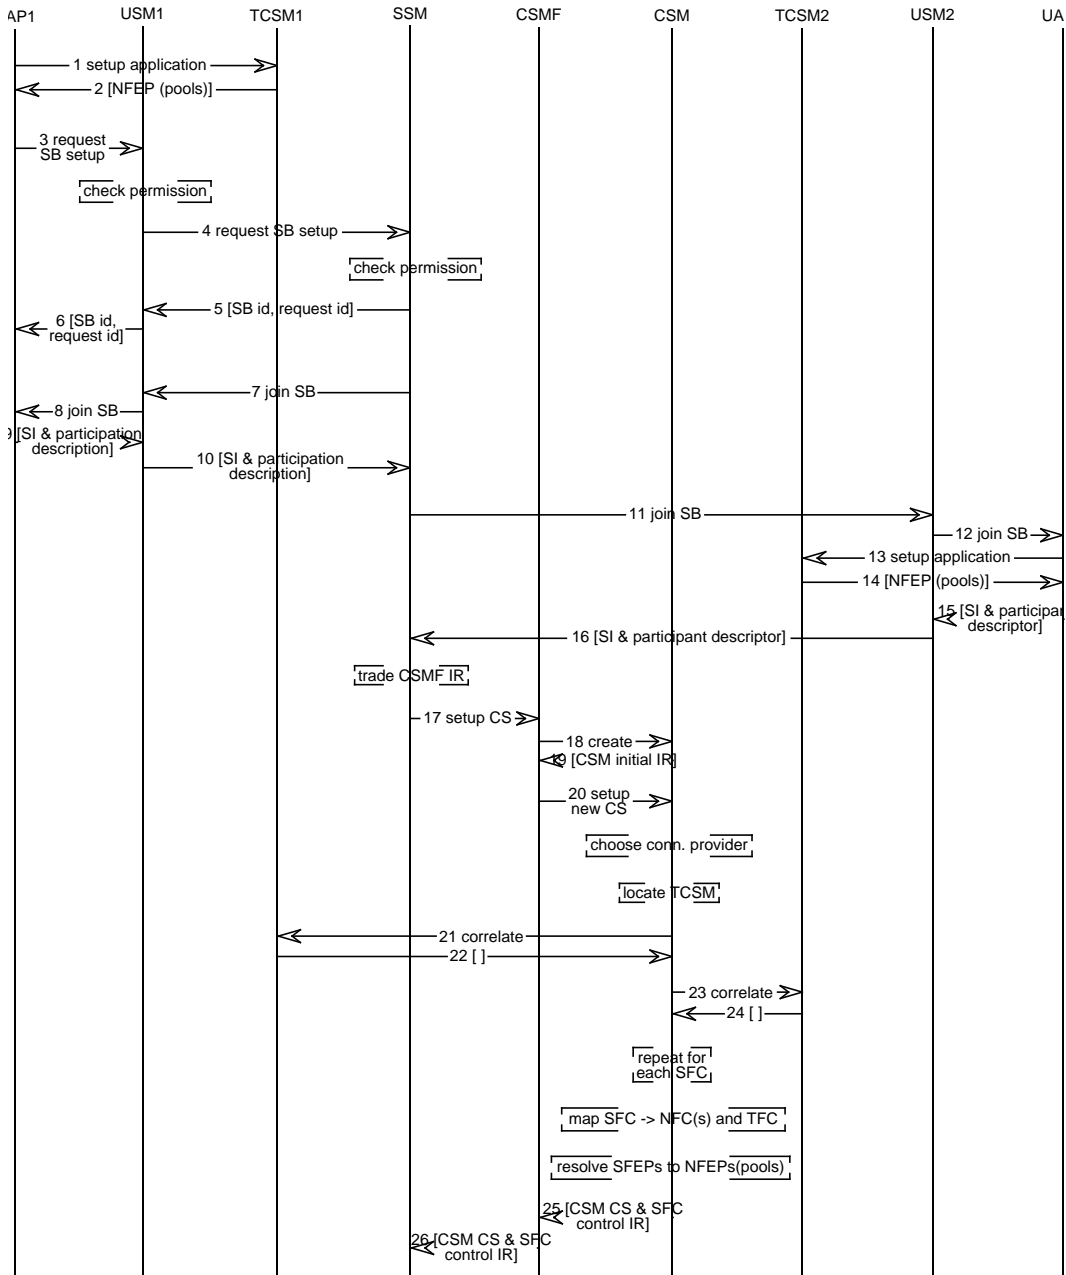 AP1 USM1 TCSM1 SSM CSMF CSM TCSM2 USM2 UA
1 setup application
2 [NFEP (pools)]
3 request
SB setup
check permission
4 request SB setup
check permission
5 [SB id, request id]
6 [SB id,
request id]
7 join SB
8 join SB
9 [SI & participation
description]
10 [SI & participation
description]
11 join SB
12 join SB
13 setup application
14 [NFEP (pools)]
15 [SI & participan
descriptor]
16 [SI & participant descriptor]
trade CSMF IR
17 setup CS
18 create
19 [CSM initial IR]
20 setup
new CS
choose conn. provider
locate TCSM
21 correlate
22 [ ]
23 correlate
24 [ ]
repeat for
each SFC
map SFC -> NFC(s) and TFC
resolve SFEPs to NFEPs(pools)
25 [CSM CS & SFC
control IR]
26 [CSM CS & SFC
control IR]